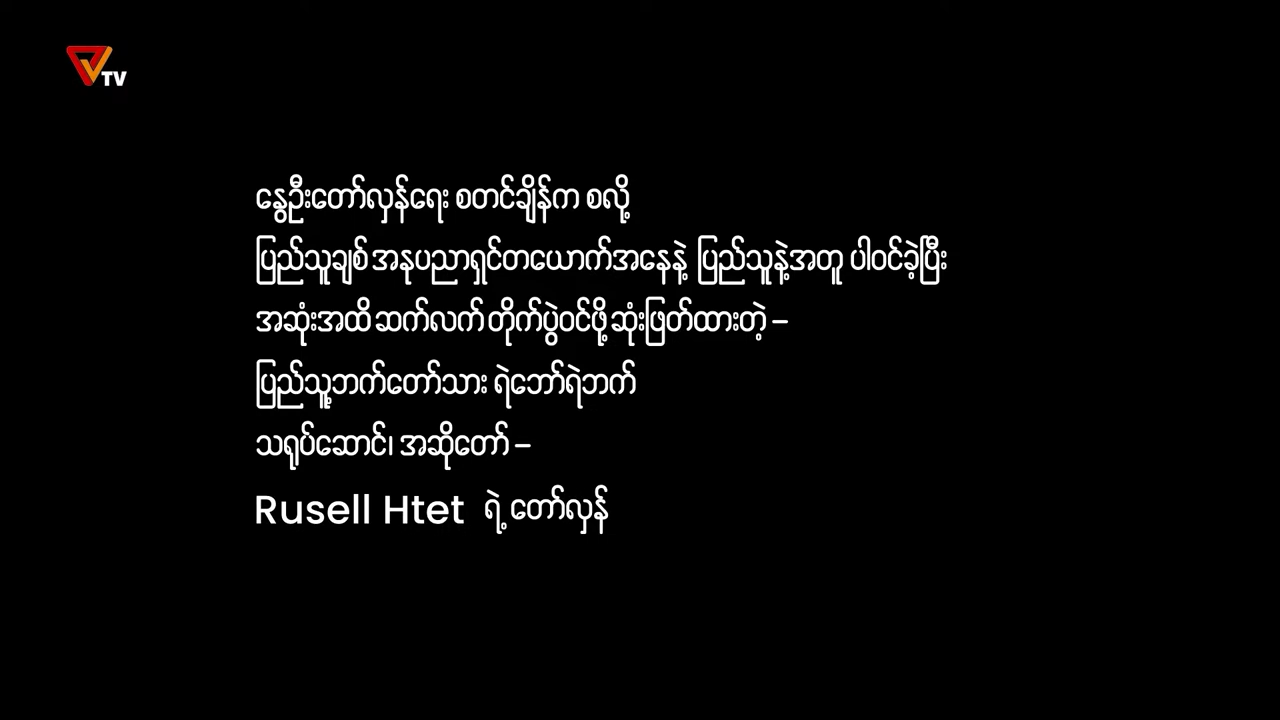 TV
နွေဦးတော်လှန်ရေး စတင်ချိန်က စလို့
ပြည်သူချစ် အနုပညာရှင်တယောက်အနေနဲ့ ပြည်သူနဲ့အတူ ပါဝင်ခဲ့ပြီး
အဆုံးအထိ ဆက်လက် တိုက်ပွဲဝင်ဖို့ ဆုံးဖြတ်ထားတဲ့ –
ပြည်သူ့ဘက်တော်သား ရဲဘော်ရဲဘက်
သရုပ်ဆောင်၊ အဆိုတော် –
Rusell Htet ရဲ့ တော်လှန်